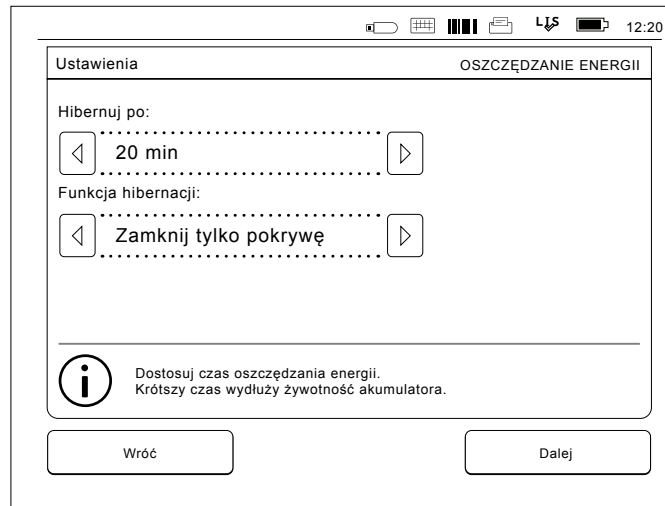 LIS 12:20
Ustawienia OSZCZĘDZANIE ENERGII
Hibernuj po:
20 min
Funkcja hibernacji:
Zamknij tylko pokrywę
Dostosuj czas oszczędzania energii.
Krótszy czas wydłuży żywotność akumulatora.
Wróć Dalej